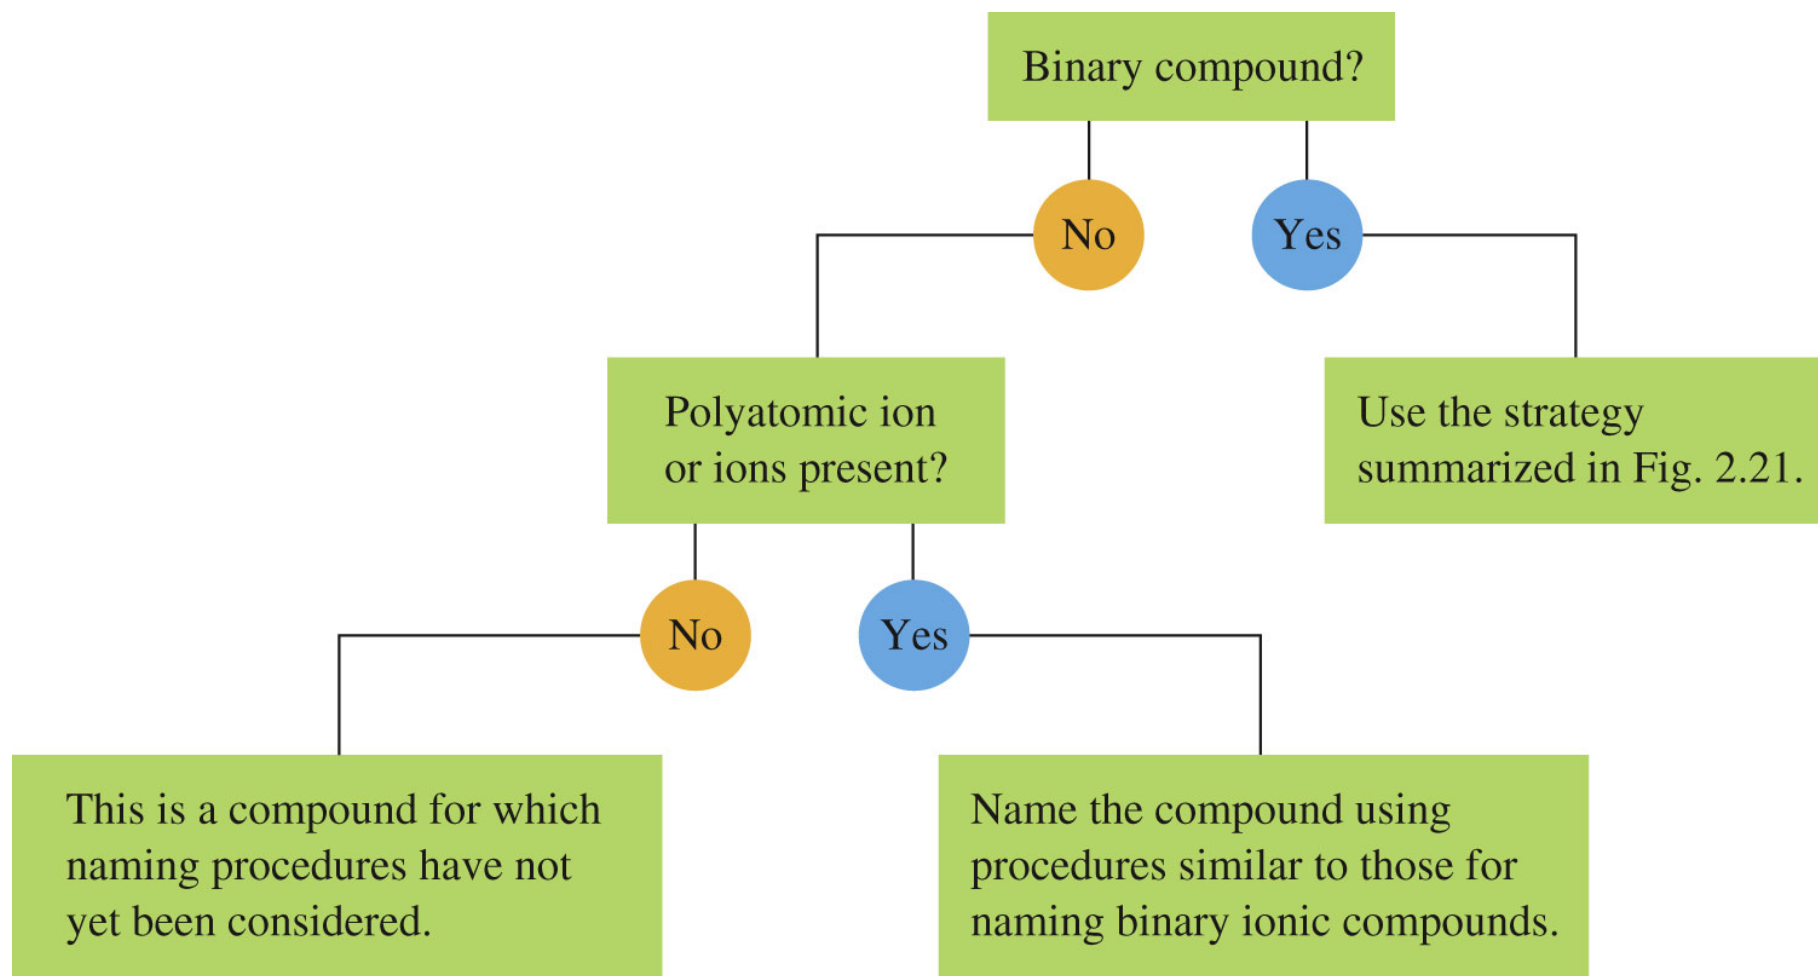 Binary compound?
No
Yes
Polyatomic ion
or ions present?
Use the strategy
summarized in Fig. 2.21.
No
Yes
This is a compound for which
naming procedures have not
yet been considered.
Name the compound using
procedures similar to those for
naming binary ionic compounds.